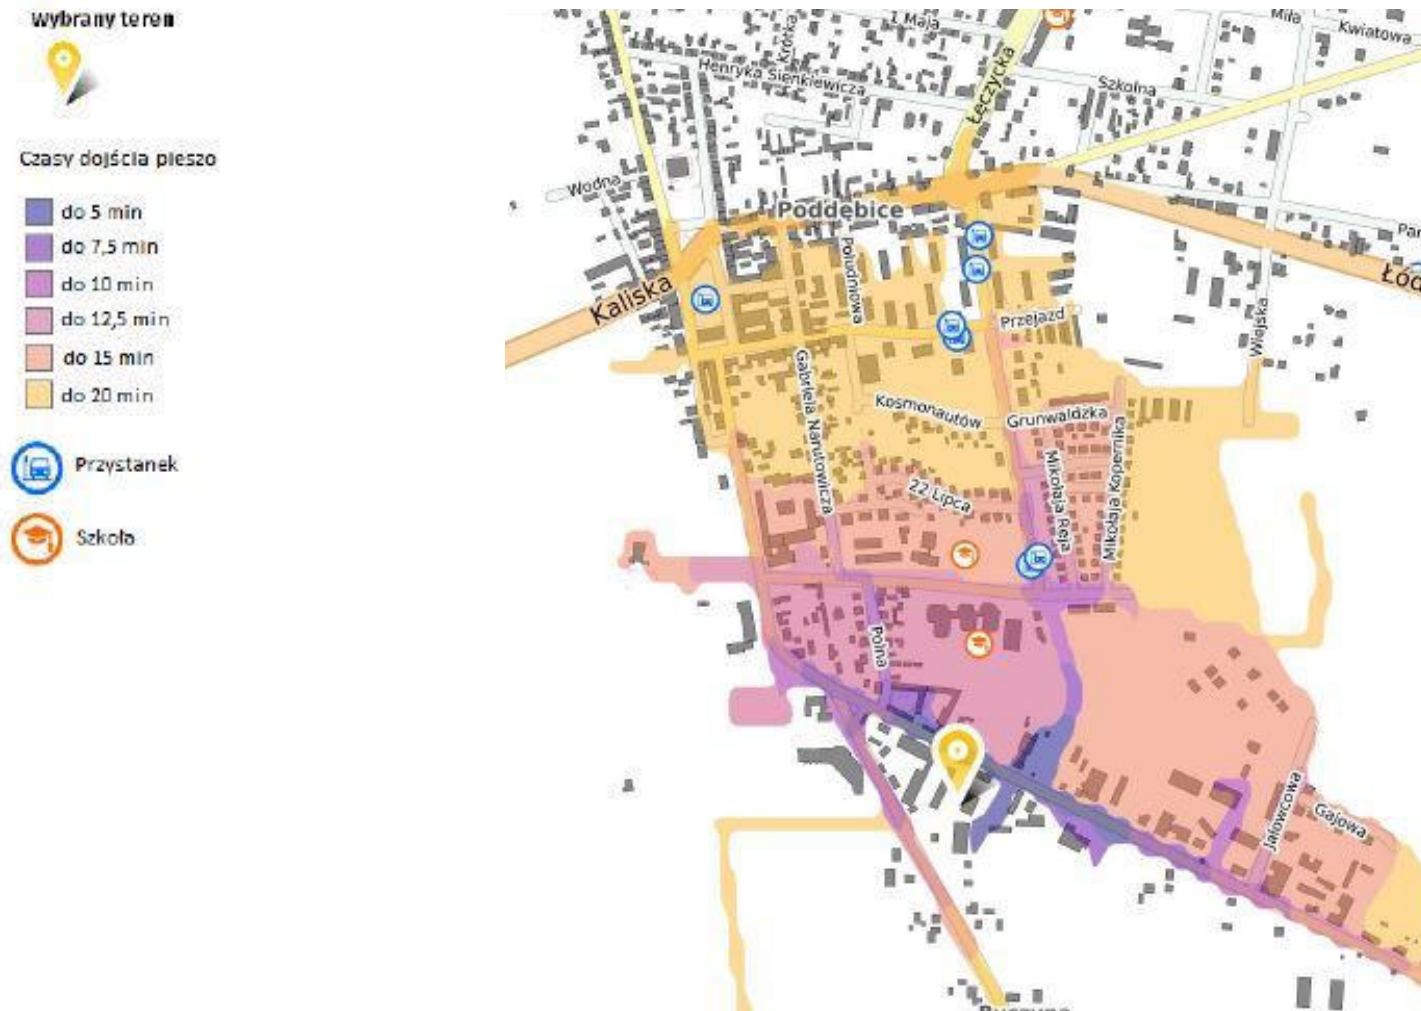 Wybrany teren
Czasy dojścia pieszo
do 5 min
do 7,5 min
do 10 min
do 12,5 min
do 15 min
do 20 min
Przystanek
Szkoła
1 Maja
Miła
Kwiatowa
Krótka
Henryka Sienkiewicza
Łęczycka
Szkolna
Wodna
Poddębice
Kaliska
Południowa
Przejazd
Wiejska
Gabriela Narutowicza
Kosmonautów
Grunwaldzka
22 Lipca
Mikołaja Reja
Mikołaja Kopernika
Polna
Jałowcowa
Gajowa